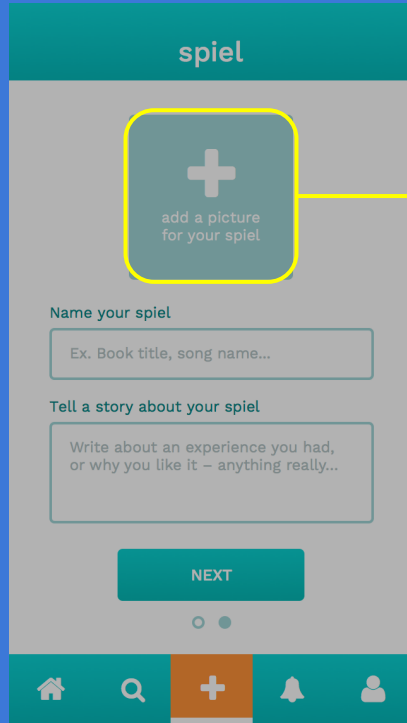 spiel
add a picture
for your spiel
Name your spiel
Ex. Book title, song name...
Tell a story about your spiel
Write about an experience you had,
or why you like it – anything really...
NEXT